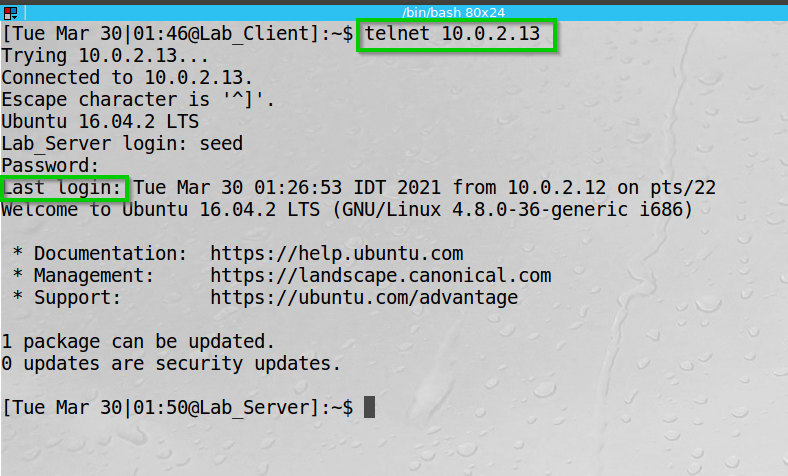 /bin/bash 80x24
[Tue Mar 30|01:46@Lab_Client]:~$ telnet 10.0.2.13
Trying 10.0.2.13...
Connected to 10.0.2.13.
Escape character is '^]'.
Ubuntu 16.04.2 LTS
Lab_Server login: seed
Password:
Last login: Tue Mar 30 01:26:53 IDT 2021 from 10.0.2.12 on pts/22
Welcome to Ubuntu 16.04.2 LTS (GNU/Linux 4.8.0-36-generic i686)
* Documentation:  https://help.ubuntu.com
* Management:     https://landscape.canonical.com
* Support:        https://ubuntu.com/advantage
1 package can be updated.
0 updates are security updates.
[Tue Mar 30|01:50@Lab_Server]:~$